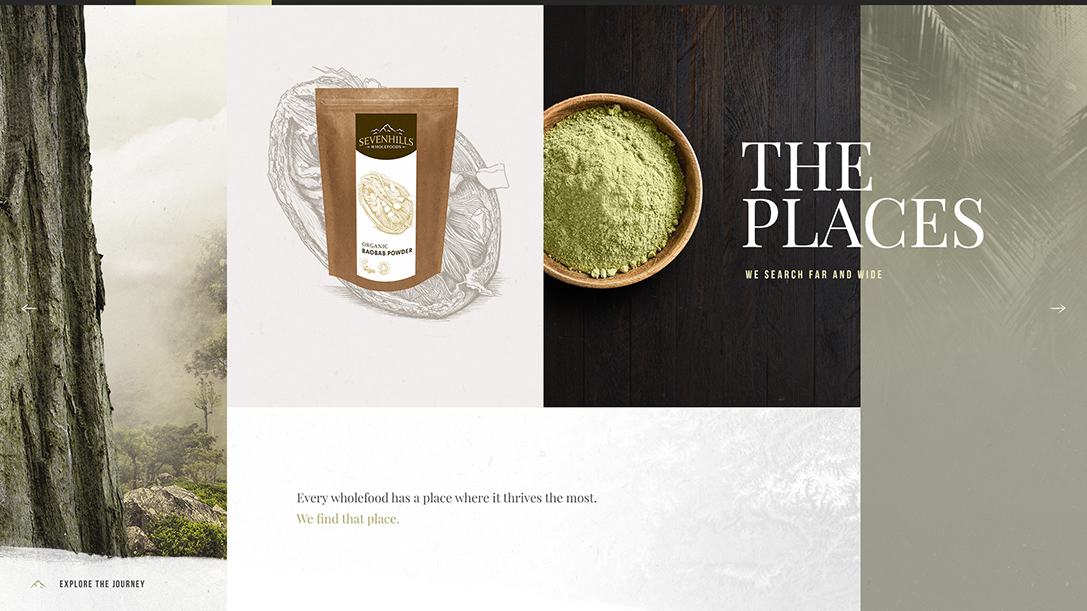 SEVENHILLS
WHOLEFOODS
ORGANIC
BAOBAB POWDER
THE
PLACES
WE SEARCH FAR AND WIDE
Every wholefood has a place where it thrives the most.
We find that place.
EXPLORE THE JOURNEY